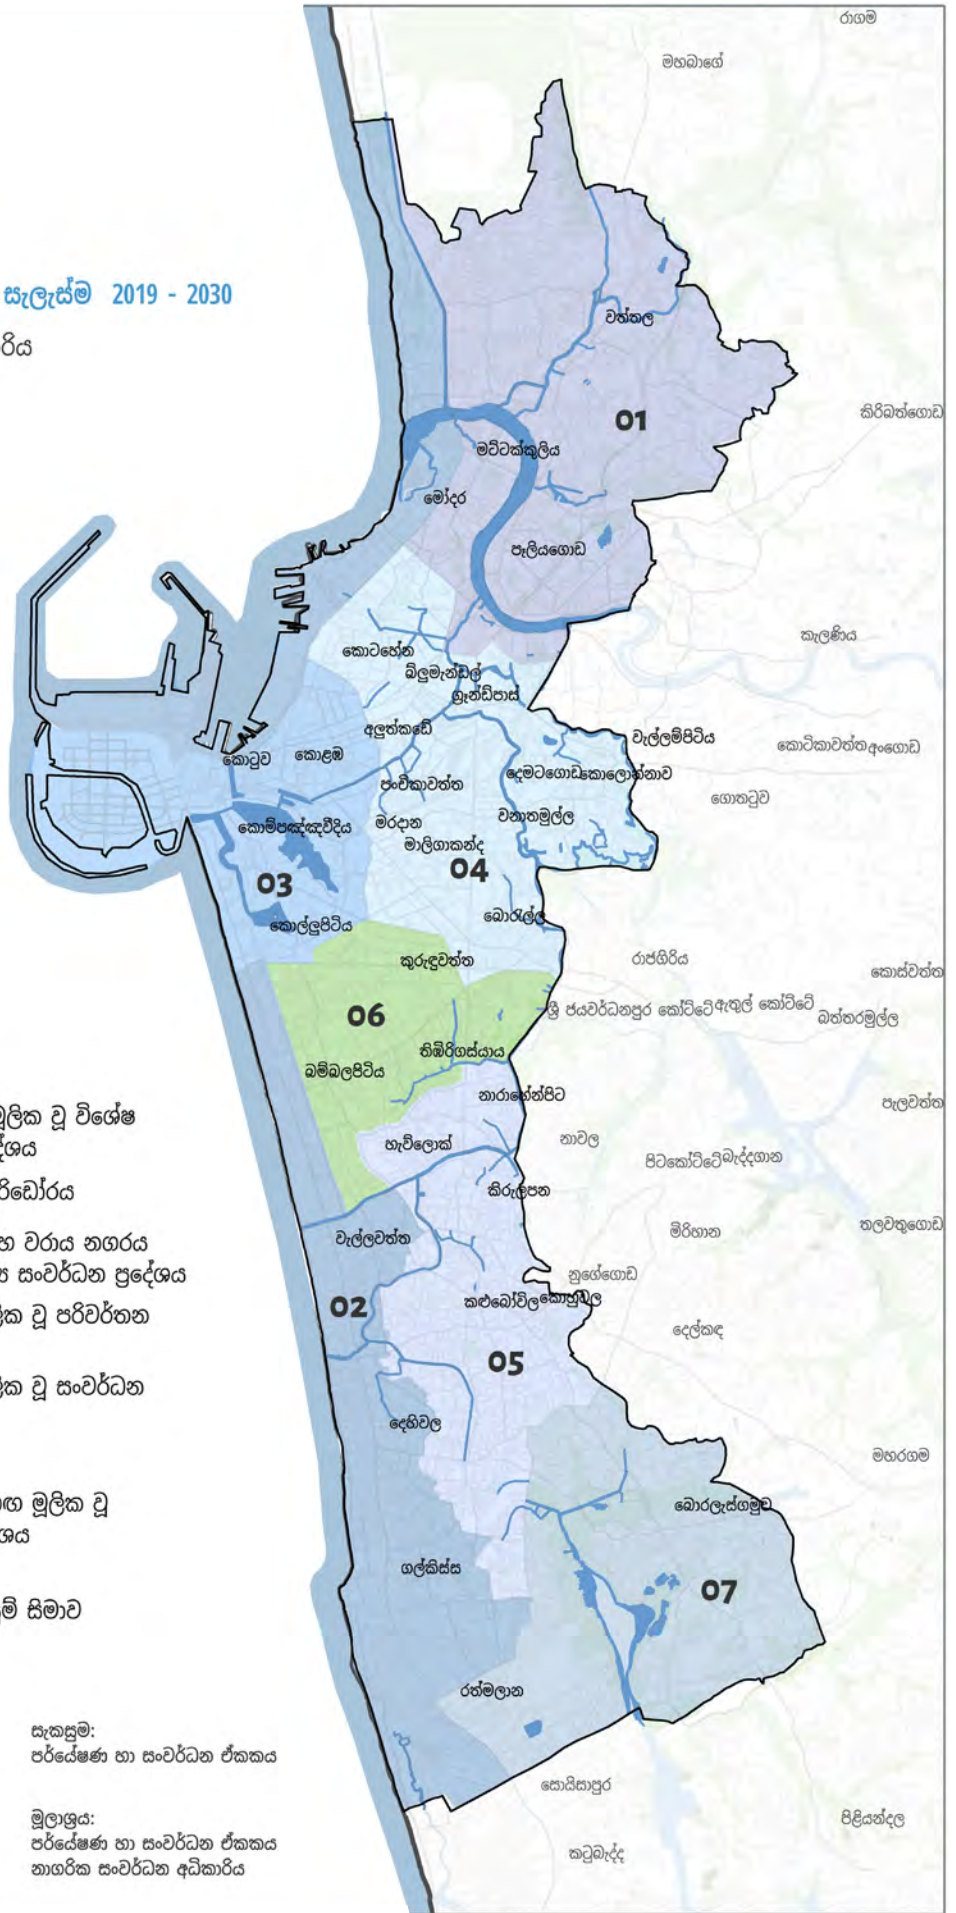 රාගම
මහබාගේ
සැලැස්ම 2019 - 2030
රිය
වත්තල
01
කිරිබත්ගොඩ
මට්ටක්කුලිය
මෝදර
පෑලියගොඩ
කැලණිය
කොටහේන
බ්ලුමැන්ඩල්
ග්‍රෑන්ඩ්පාස්
අලුත්කඩේ
වැල්ලම්පිටිය
කොටිකාවත්ත අංගොඩ
කොටුව
කොළඹ
දෙමටගොඩ කොලොන්නාව
පංචිකාවත්ත
ගොතටුව
වනාතමුල්ල
මරදාන
කොම්පඤ්ඤවීදිය
මාලිගාකන්ද
04
03
බොරැල්ල
කොල්ලුපිටිය
කුරුඳුවත්ත
රාජගිරිය
කොස්වත්ත
06
ශ්‍රී ජයවර්ධනපුර කෝට්ටේ ඇතුල් කෝට්ටේ
බත්තරමුල්ල
තිඹිරිගස්යාය
බම්බලපිටිය
නාරාහේන්පිට
පැලවත්ත
මූලික වූ විශේෂ
දේශය
හැව්ලොක්
නාවල
පිටකෝට්ටේ බැද්දගාන
රිඩෝරය
කිරුලපන
වැල්ලවත්ත
මිරිහාන
තලවතුගොඩ
හ වරාය නගරය
ය සංවර්ධන ප්‍රදේශය
නුගේගොඩ
02
කළුබෝවිල කොහුවල
ලික වූ පරිවර්තන
දෙල්කඳ
05
ලික වූ සංවර්ධන
දෙහිවල
මහරගම
ඟ මූලික වූ
ශය
බොරලැස්ගමුව
ගල්කිස්ස
07
ම් සිමාව
රත්මලාන
සැකසුම:
පර්යේෂණ හා සංවර්ධන ඒකකය
සොයිසාපුර
මූලාශ්‍රය:
පර්යේෂණ හා සංවර්ධන ඒකකය
නාගරික සංවර්ධන අධිකාරිය
පිළියන්දල
කටුබැද්ද